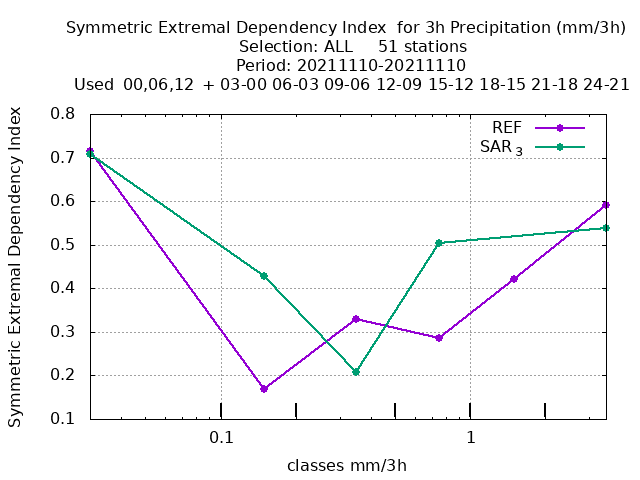 Symmetric Extremal Dependency Index  for 3h Precipitation (mm/3h)
Selection: ALL     51 stations
Period: 20211110-20211110
Used  00,06,12  + 03-00 06-03 09-06 12-09 15-12 18-15 21-18 24-21
REF
SAR 3
Symmetric Extremal Dependency Index
0.8
0.7
0.6
0.5
0.4
0.3
0.2
0.1
0.1
1
classes mm/3h